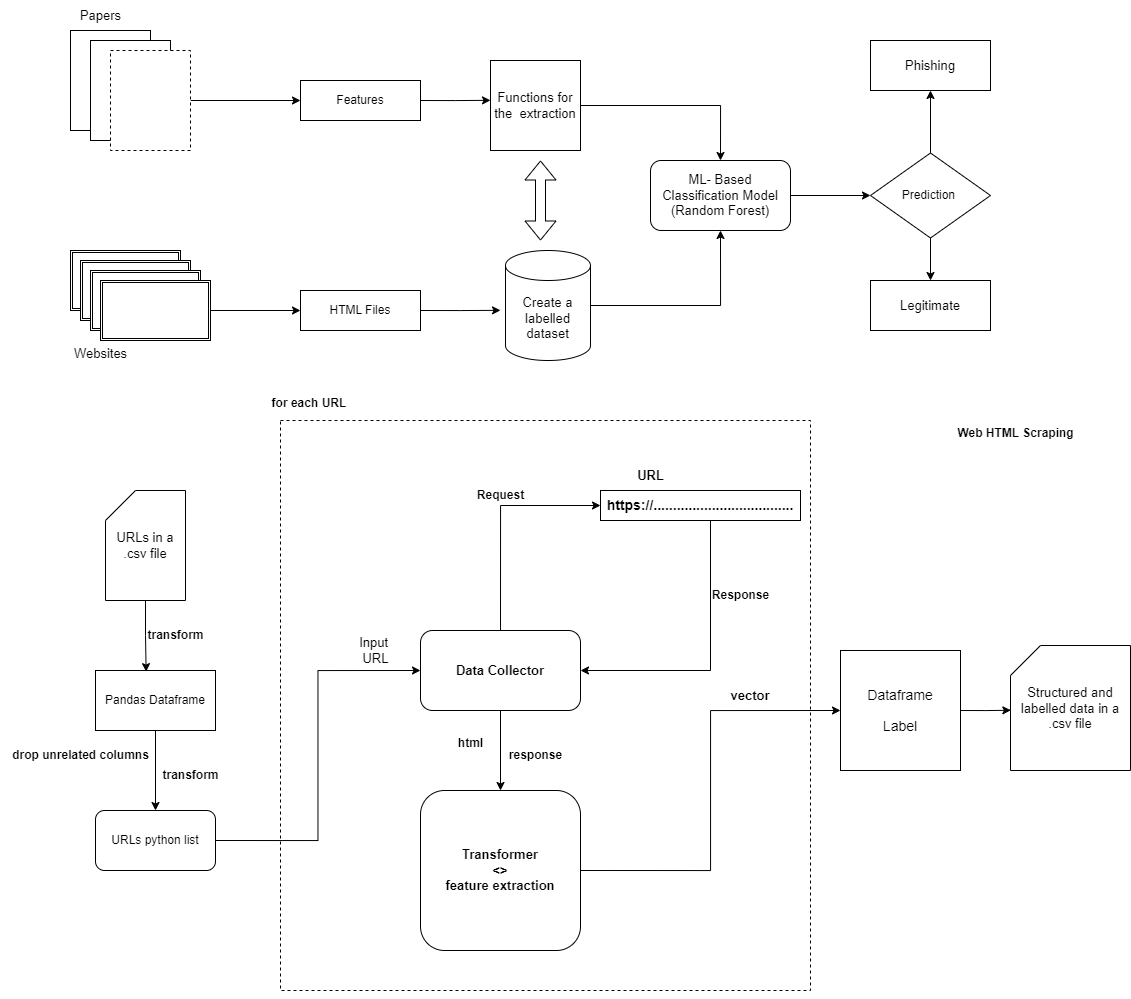 Papers
Features
Functions for
the extraction
Phishing
ML- Based
Classification Model
(Random Forest)
Prediction
HTML Files
Create a
labelled
dataset
Legitimate
Websites
for each URL
Web HTML Scraping
URL
Request
https://....................................
URLs in a
.csv file
Response
transform
Input
URL
Data Collector
Pandas Dataframe
vector
Dataframe
Label
Structured and
labelled data in a
.csv file
drop unrelated columns
transform
html
response
URLs python list
Transformer
<>
feature extraction